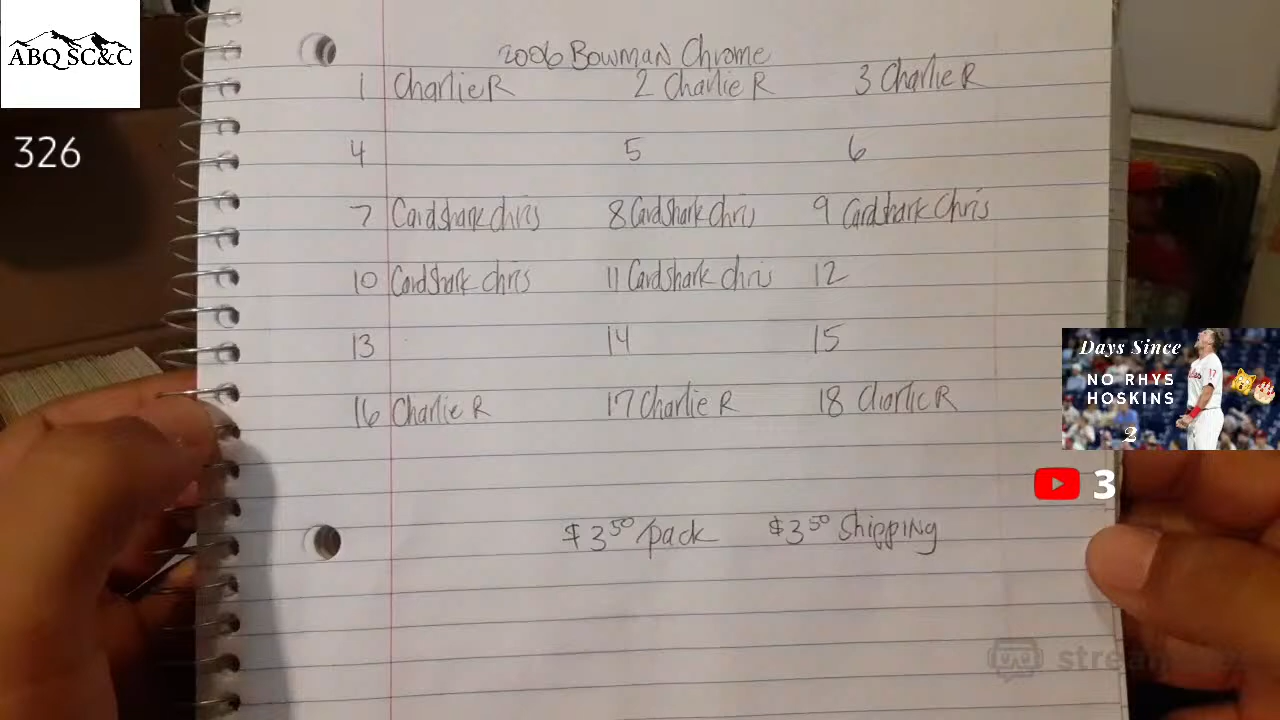 ABQ SC&C
326
2006 Bowman Chrome
1 Charlie R 2 Charlie R 3 Charlie R
4 5 6
7 Cardshark Chris 8 Cardshark Chris 9 Cardshark Chris
10 Cardshark Chris 11 Cardshark Chris 12
13 14 15
16 Charlie R 17 Charlie R 18 Charlie R
$3 50/pack $3 50 Shipping
Days Since
NO RHYS
HOSKINS
2
3